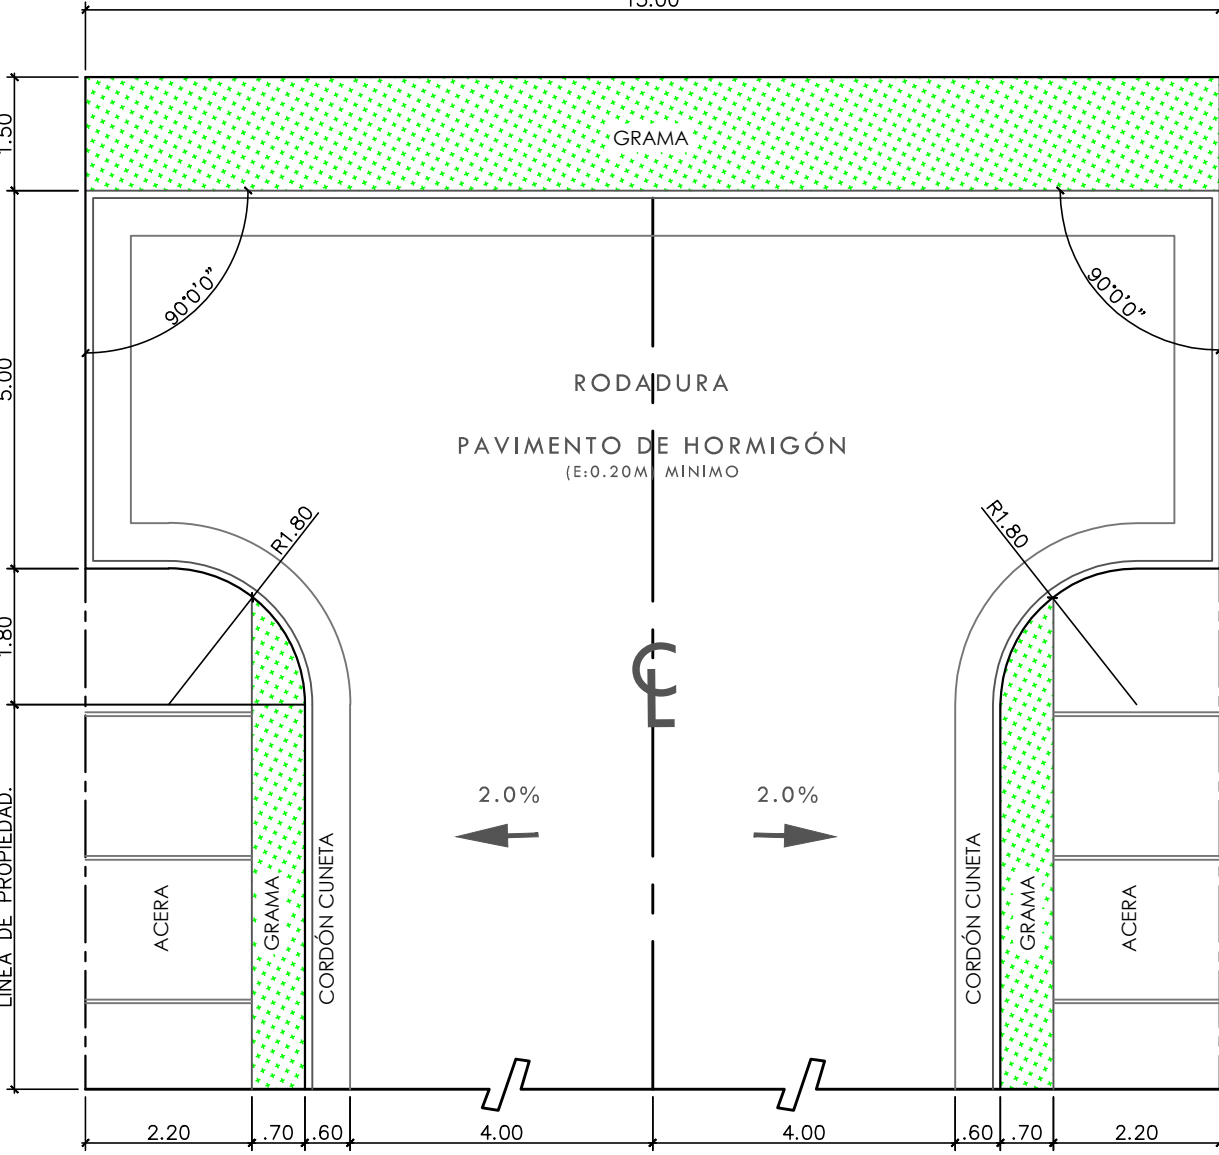 15.00
1.50
GRAMA
90°0'0"
90°0'0"
5.00
RODADURA
PAVIMENTO DE HORMIGÓN
(E:0.20M) MINIMO
R1.80
R1.80
1.80
2.0%
2.0%
LINEA DE PROPIEDAD.
ACERA
GRAMA
CORDÓN CUNETA
CORDÓN CUNETA
GRAMA
ACERA
2.20
.70
.60
4.00
4.00
.60
.70
2.20